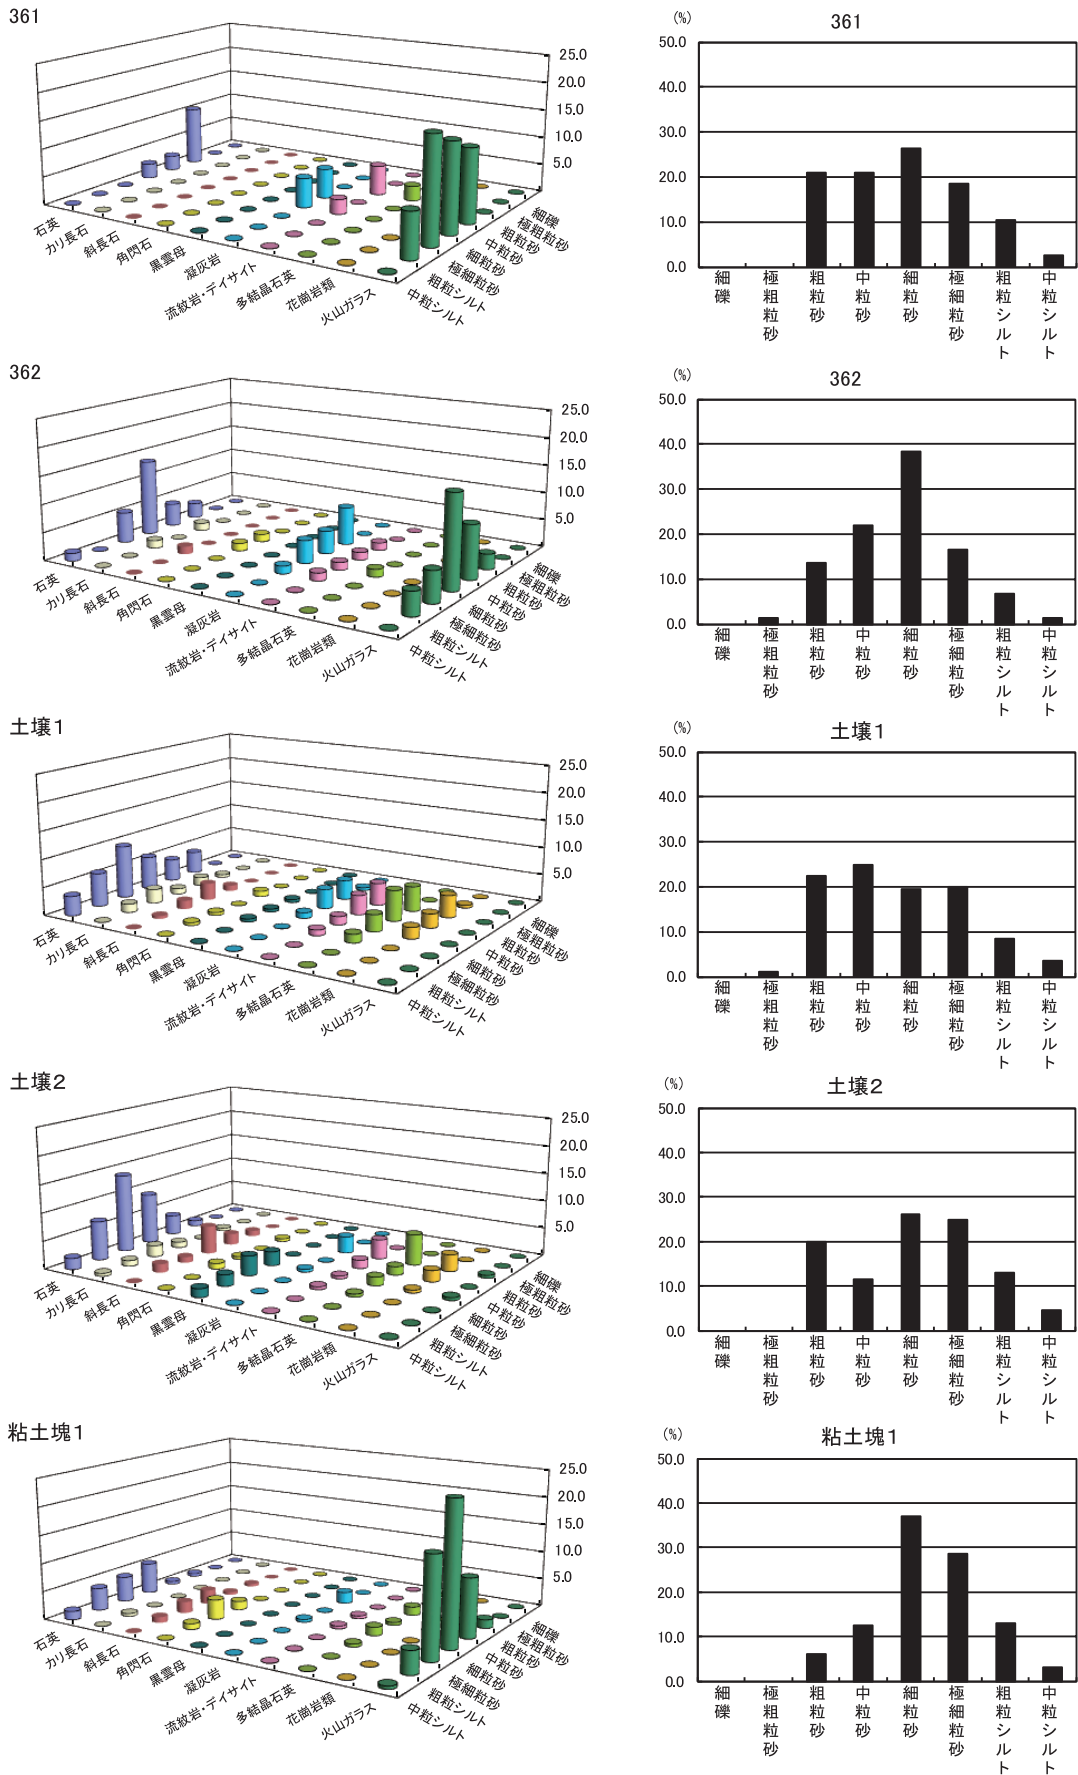 361
25.0
20.0
15.0
10.0
5.0
石英
カリ長石
斜長石
角閃石
黒雲母
凝灰岩
流紋岩・デイサイト
多結晶石英
花崗岩類
火山ガラス
細礫
極粗粒砂
粗粒砂
中粒砂
細粒砂
極細粒砂
粗粒シルト
中粒シルト
(%)
361
50.0
40.0
30.0
20.0
10.0
0.0
細礫
極粗粒砂
粗粒砂
中粒砂
細粒砂
極細粒砂
粗粒シルト
中粒シルト
362
25.0
20.0
15.0
10.0
5.0
石英
カリ長石
斜長石
角閃石
黒雲母
凝灰岩
流紋岩・デイサイト
多結晶石英
花崗岩類
火山ガラス
細礫
極粗粒砂
粗粒砂
中粒砂
細粒砂
極細粒砂
粗粒シルト
中粒シルト
(%)
362
50.0
40.0
30.0
20.0
10.0
0.0
細礫
極粗粒砂
粗粒砂
中粒砂
細粒砂
極細粒砂
粗粒シルト
中粒シルト
土壌1
25.0
20.0
15.0
10.0
5.0
石英
カリ長石
斜長石
角閃石
黒雲母
凝灰岩
流紋岩・デイサイト
多結晶石英
花崗岩類
火山ガラス
細礫
極粗粒砂
粗粒砂
中粒砂
細粒砂
極細粒砂
粗粒シルト
中粒シルト
(%)
土壌1
50.0
40.0
30.0
20.0
10.0
0.0
細礫
極粗粒砂
粗粒砂
中粒砂
細粒砂
極細粒砂
粗粒シルト
中粒シルト
土壌2
25.0
20.0
15.0
10.0
5.0
石英
カリ長石
斜長石
角閃石
黒雲母
凝灰岩
流紋岩・デイサイト
多結晶石英
花崗岩類
火山ガラス
細礫
極粗粒砂
粗粒砂
中粒砂
細粒砂
極細粒砂
粗粒シルト
中粒シルト
(%)
土壌2
50.0
40.0
30.0
20.0
10.0
0.0
細礫
極粗粒砂
粗粒砂
中粒砂
細粒砂
極細粒砂
粗粒シルト
中粒シルト
粘土塊1
25.0
20.0
15.0
10.0
5.0
石英
カリ長石
斜長石
角閃石
黒雲母
凝灰岩
流紋岩・デイサイト
多結晶石英
花崗岩類
火山ガラス
細礫
極粗粒砂
粗粒砂
中粒砂
細粒砂
極細粒砂
粗粒シルト
中粒シルト
(%)
粘土塊1
50.0
40.0
30.0
20.0
10.0
0.0
細礫
極粗粒砂
粗粒砂
中粒砂
細粒砂
極細粒砂
粗粒シルト
中粒シルト